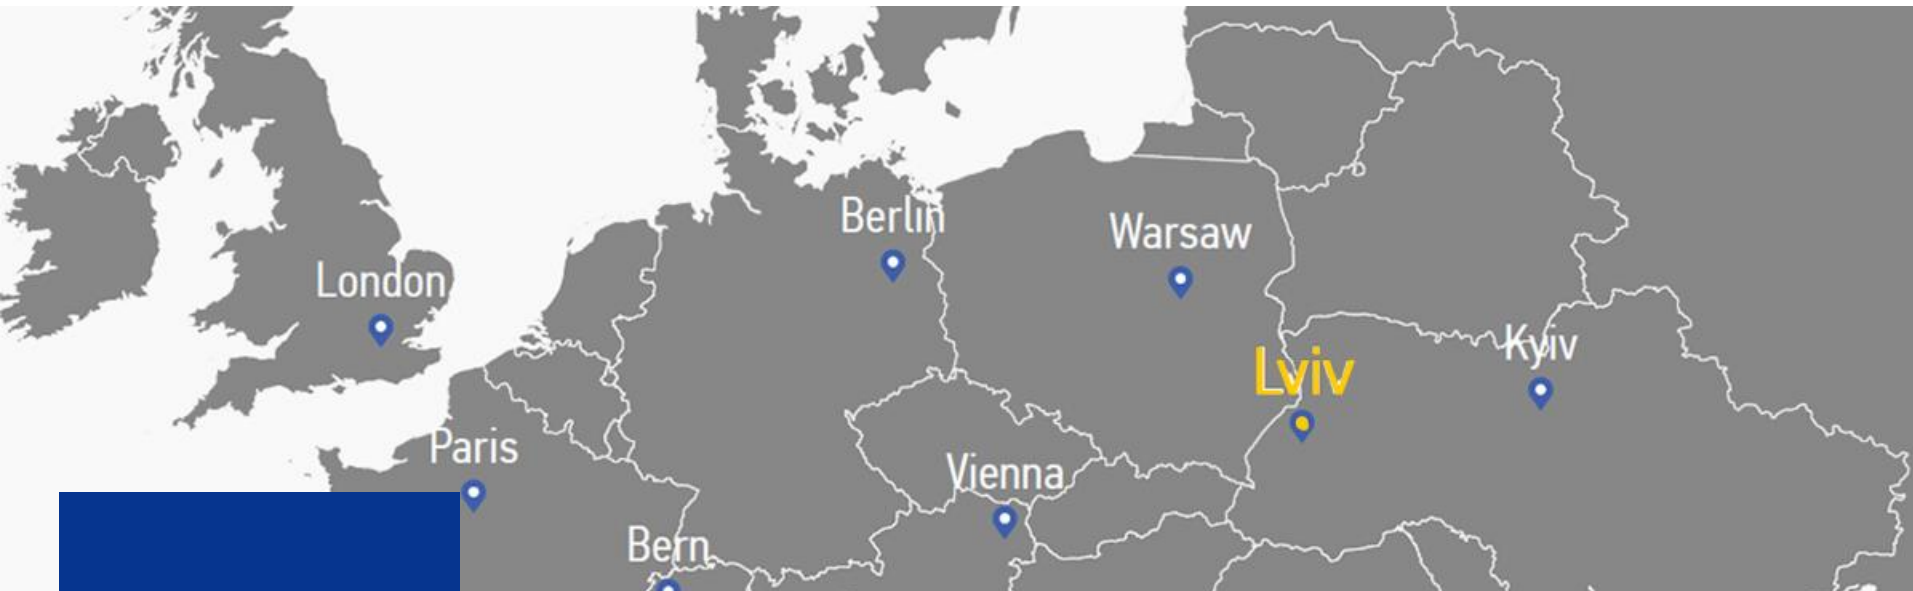 Berlin
Warsaw
London
Kyiv
Lviv
Paris
Vienna
Bern